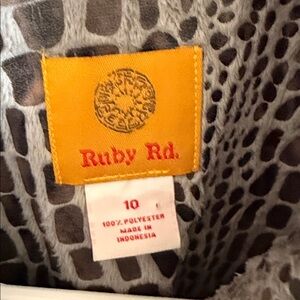 Ruby Rd.
10
100% POLYESTER
MADE IN
INDONESIA